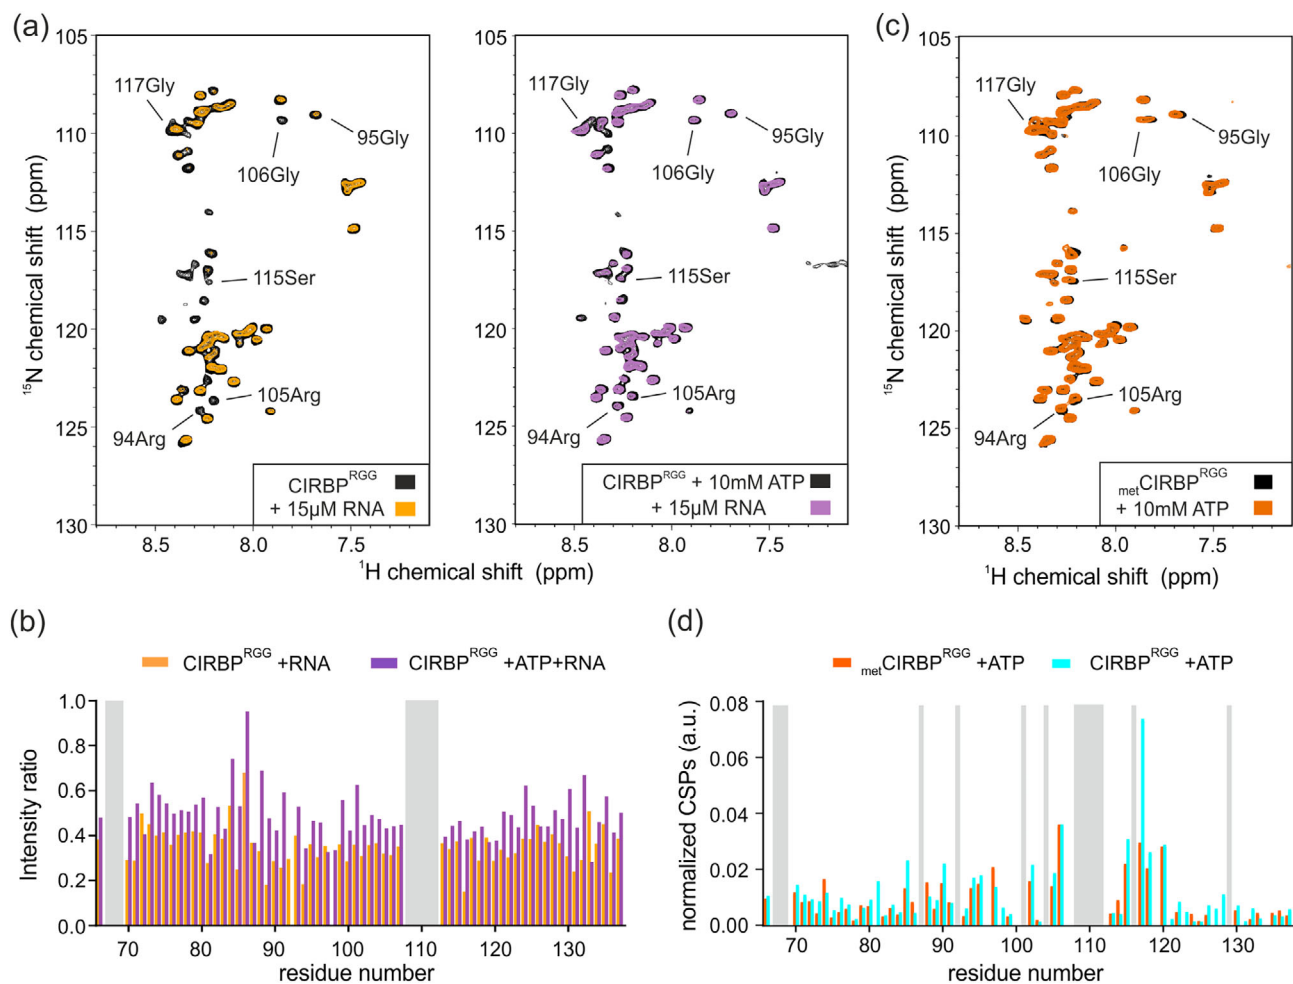 (a)
105
110
115
120
125
130
¹⁵N chemical shift (ppm)
117Gly
95Gly
106Gly
115Ser
105Arg
94Arg
CIRBP^RGG
+ 15µM RNA
8.5
8.0
7.5
105
110
115
120
125
130
117Gly
95Gly
106Gly
115Ser
105Arg
94Arg
CIRBP^RGG + 10mM ATP
+ 15µM RNA
8.5
8.0
7.5
¹H chemical shift (ppm)
(c)
105
110
115
120
125
130
¹⁵N chemical shift (ppm)
117Gly
95Gly
106Gly
115Ser
105Arg
94Arg
metCIRBP^RGG
+ 10mM ATP
8.5
8.0
7.5
¹H chemical shift (ppm)
(b)
CIRBP^RGG +RNA
CIRBP^RGG +ATP+RNA
Intensity ratio
1.0
0.8
0.6
0.4
0.2
0.0
70 80 90 100 110 120 130
residue number
(d)
metCIRBP^RGG +ATP
CIRBP^RGG +ATP
normalized CSPs (a.u.)
0.08
0.06
0.04
0.02
0.00
70 80 90 100 110 120 130
residue number